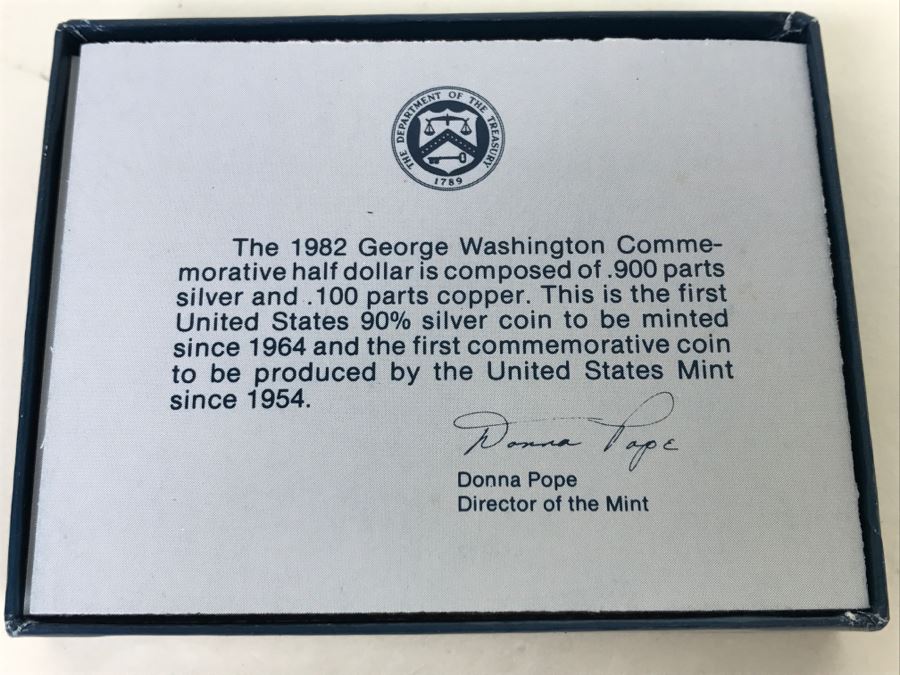 THE DEPARTMENT OF THE TREASURY
1789
The 1982 George Washington Comme-
morative half dollar is composed of .900 parts
silver and .100 parts copper. This is the first
United States 90% silver coin to be minted
since 1964 and the first commemorative coin
to be produced by the United States Mint
since 1954.
Donna Pope
Donna Pope
Director of the Mint